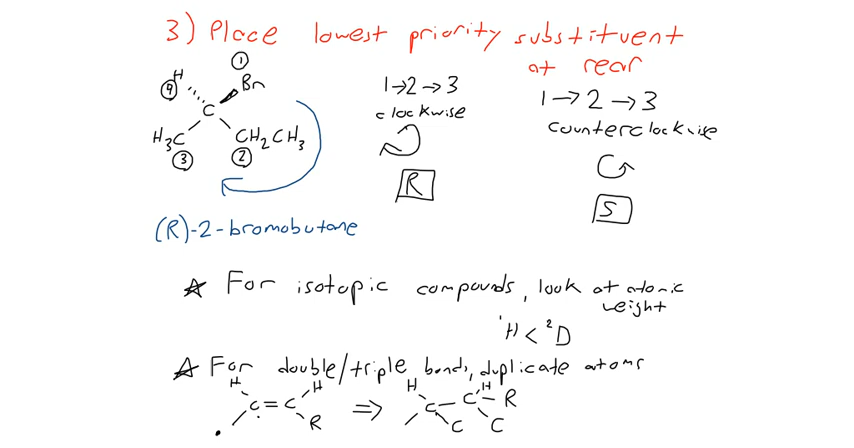 3) Place lowest priority substituent
at rear
①
H
④
Br
C
H₃C
CH₂CH₃
③
②
1→2→3
clockwise
R
1→2→3
counterclockwise
S
(R)-2-bromobutane
☆ For isotopic compounds, look at atomic
weight
¹H < ²D
☆ For double/triple bonds, duplicate atoms
H H
C=C
R
⇒
H H
C-C-R
C C